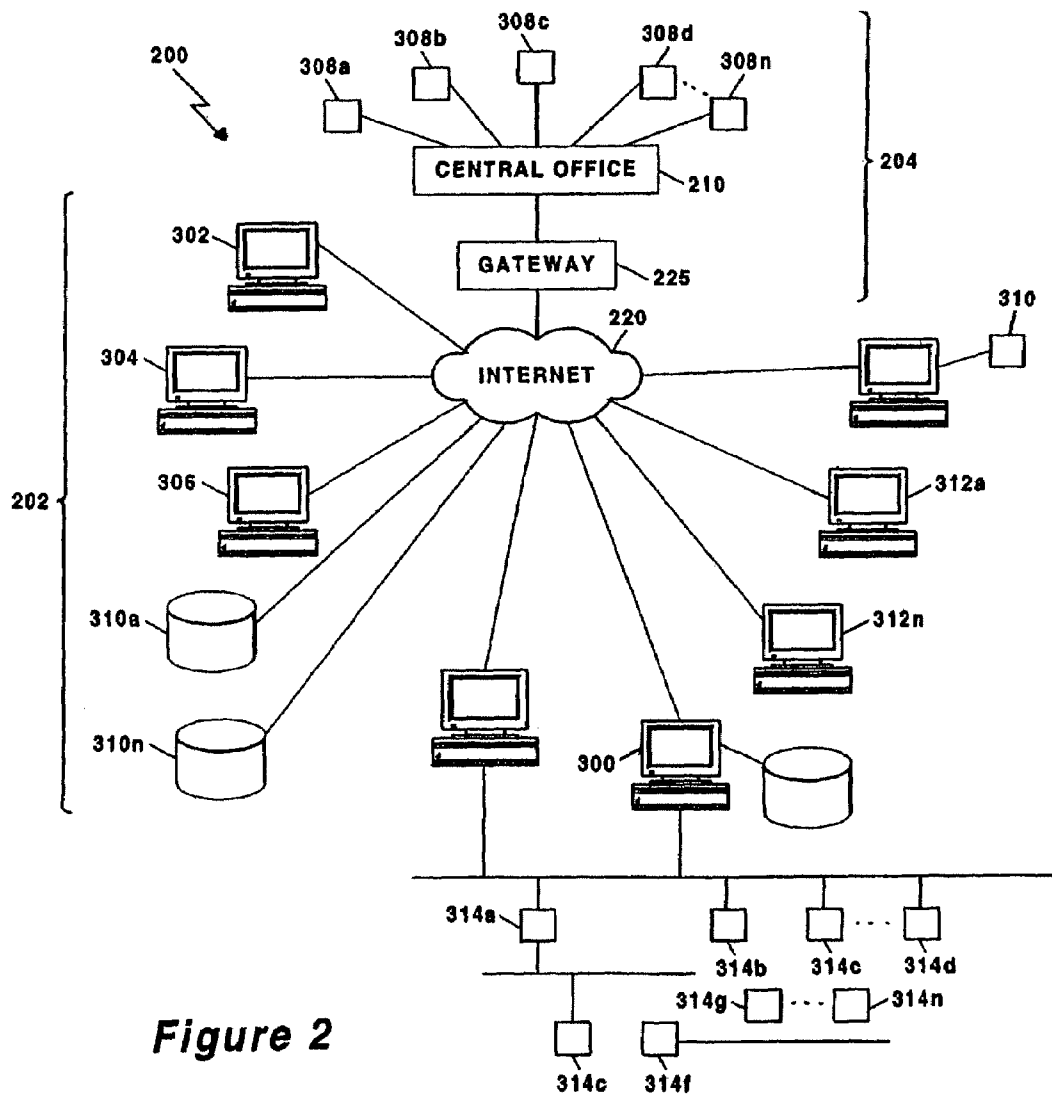 308c
308b
308d
200
308a
308n
CENTRAL OFFICE
204
210
302
GATEWAY
225
220
310
304
INTERNET
306
312a
202
310a
312n
310n
300
314a
314b
314c
314d
314g
314n
Figure 2
314c
314f